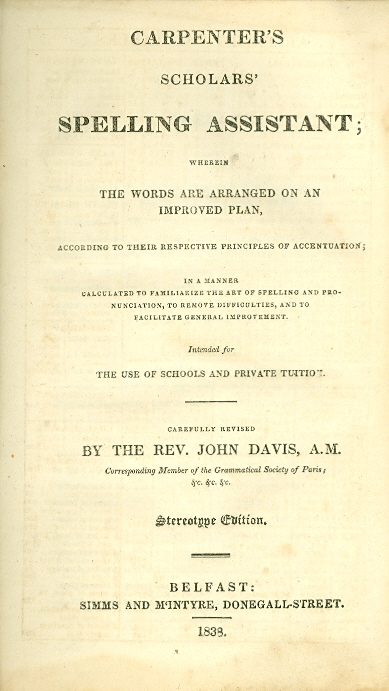 CARPENTER'S
SCHOLARS'
SPELLING ASSISTANT;
WHEREIN
THE WORDS ARE ARRANGED ON AN
IMPROVED PLAN,
ACCORDING TO THEIR RESPECTIVE PRINCIPLES OF ACCENTUATION;
IN A MANNER
CALCULATED TO FAMILIARIZE THE ART OF SPELLING AND PRO-
NUNCIATION, TO REMOVE DIFFICULTIES, AND TO
FACILITATE GENERAL IMPROVEMENT.
Intended for
THE USE OF SCHOOLS AND PRIVATE TUITION.
CAREFULLY REVISED
BY THE REV. JOHN DAVIS, A.M.
Corresponding Member of the Grammatical Society of Paris;
&c. &c. &c.
Stereotype Edition.
BELFAST:
SIMMS AND M'INTYRE, DONEGALL-STREET.
1838.